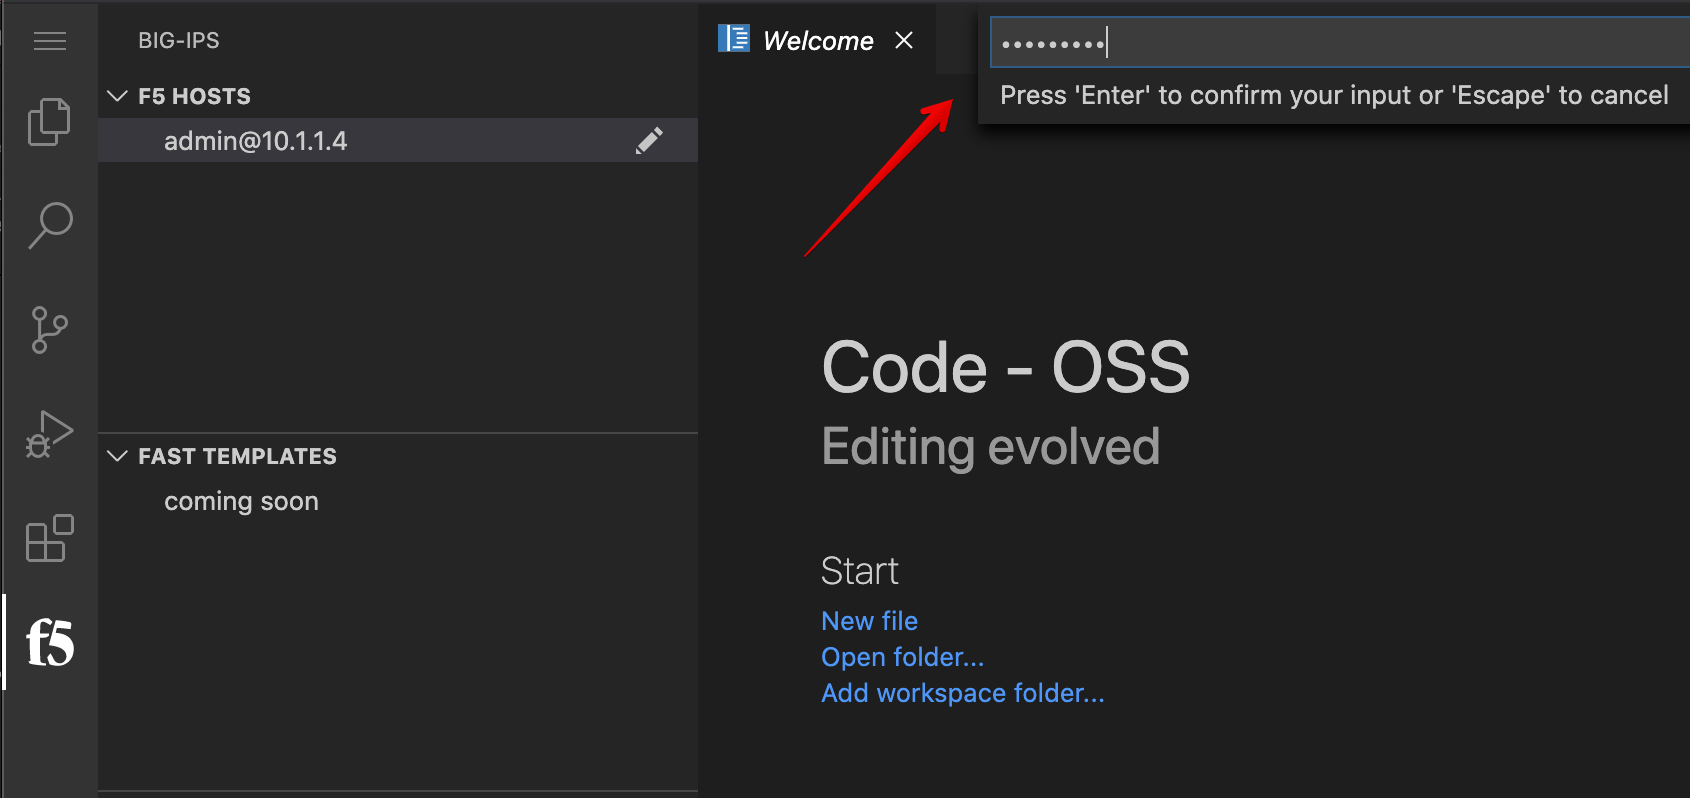 BIG-IPS
F5 HOSTS
admin@10.1.1.4
FAST TEMPLATES
coming soon
f5
Welcome
•••••••••
Press 'Enter' to confirm your input or 'Escape' to cancel
Code - OSS
Editing evolved
Start
New file
Open folder...
Add workspace folder...